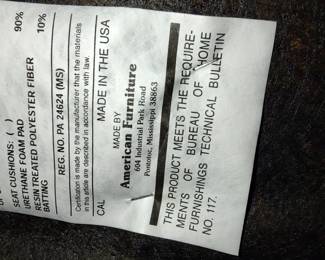 SEAT CUSHIONS: ( )
URETHANE FOAM PAD 90%
RESIN TREATED POLYESTER FIBER
BATTING 10%
REG. NO. PA 24624 (MS)
Certification is made by the manufacturer that the materials
in this article are described in accordance with law.
CAL MADE IN THE USA
MADE BY
American Furniture
604 Industrial Park Road
Pontotoc, Mississippi 38863
THIS PRODUCT MEETS THE REQUIRE-
MENTS OF BUREAU OF HOME
FURNISHINGS TECHNICAL BULLETIN
NO. 117.